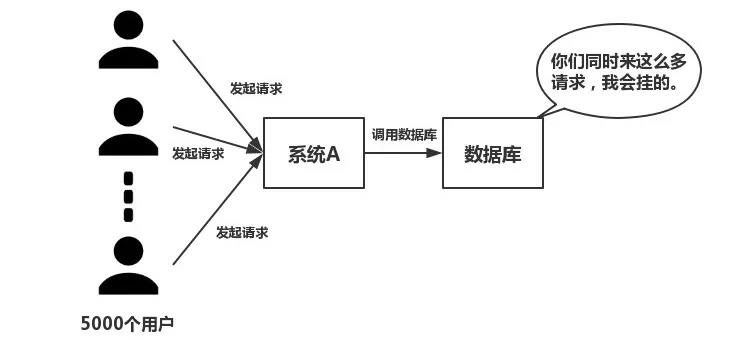 你们同时来这么多
请求，我会挂的。
发起请求
调用数据库
系统A
数据库
发起请求
发起请求
5000个用户